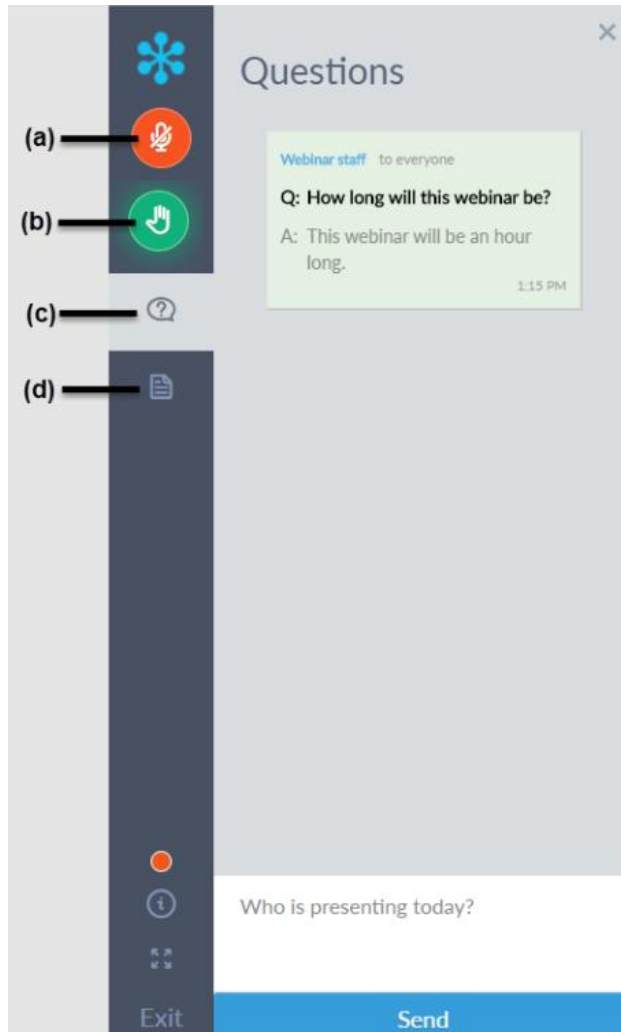 Questions
(a)
Webinar staff to everyone
Q: How long will this webinar be?
(b)
A: This webinar will be an hour
long.
1:15 PM
(c)
(d)
Who is presenting today?
Exit
Send